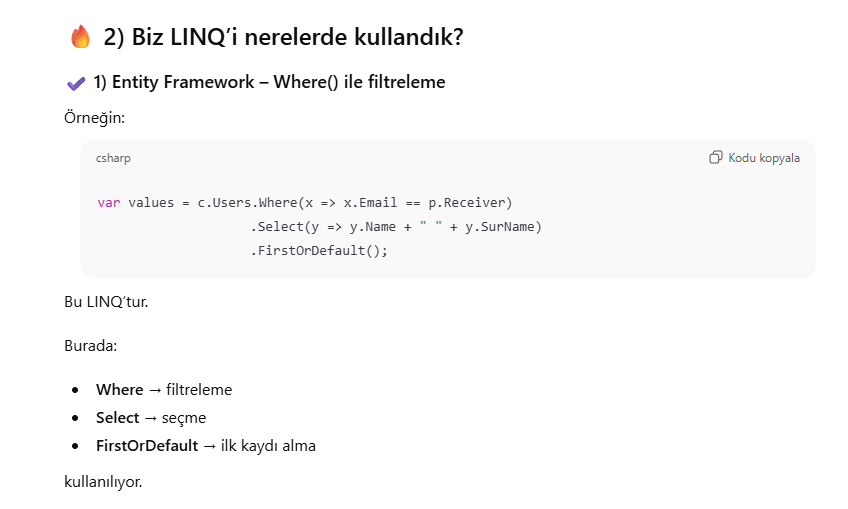 🔥 2) Biz LINQ’i nerelerde kullandık?
✔ 1) Entity Framework – Where() ile filtreleme
Örneğin:
csharp Kodu kopyala
var values = c.Users.Where(x => x.Email == p.Receiver)
.Select(y => y.Name + " " + y.SurName)
.FirstOrDefault();
Bu LINQ’tur.
Burada:
• Where → filtreleme
• Select → seçme
• FirstOrDefault → ilk kaydı alma
kullanılıyor.